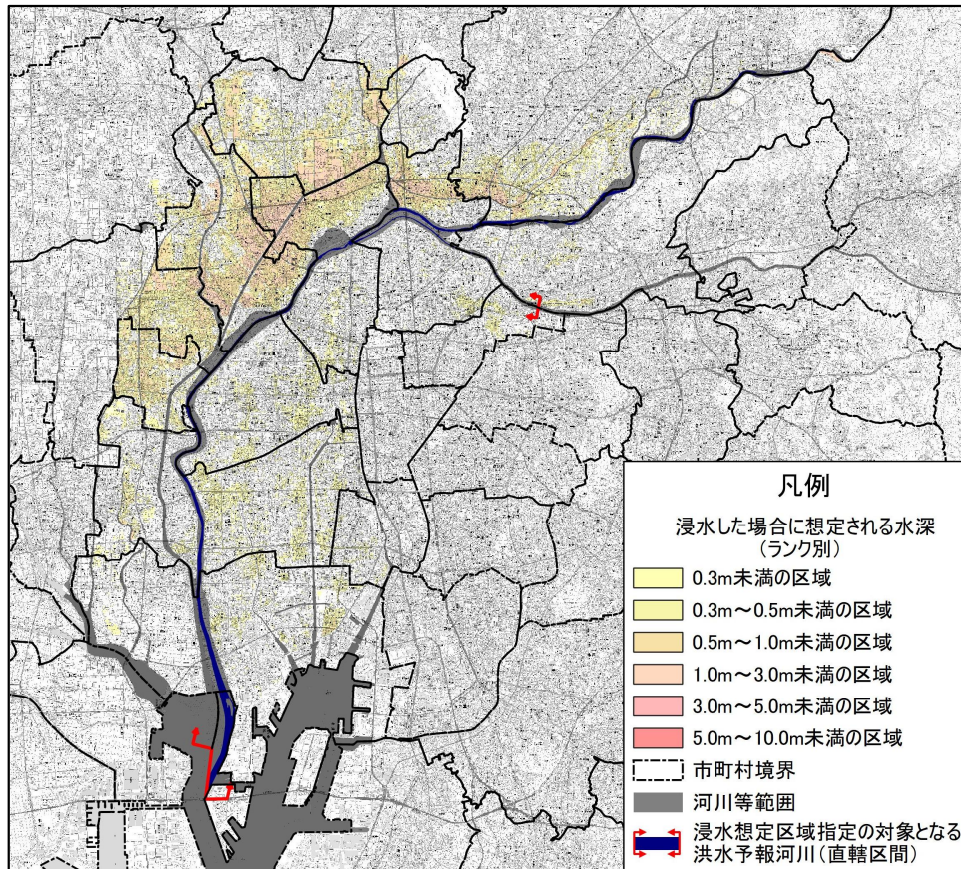 凡例
浸水した場合に想定される水深
(ランク別)
0.3m未満の区域
0.3m～0.5m未満の区域
0.5m～1.0m未満の区域
1.0m～3.0m未満の区域
3.0m～5.0m未満の区域
5.0m～10.0m未満の区域
市町村境界
河川等範囲
浸水想定区域指定の対象となる
洪水予報河川(直轄区間)